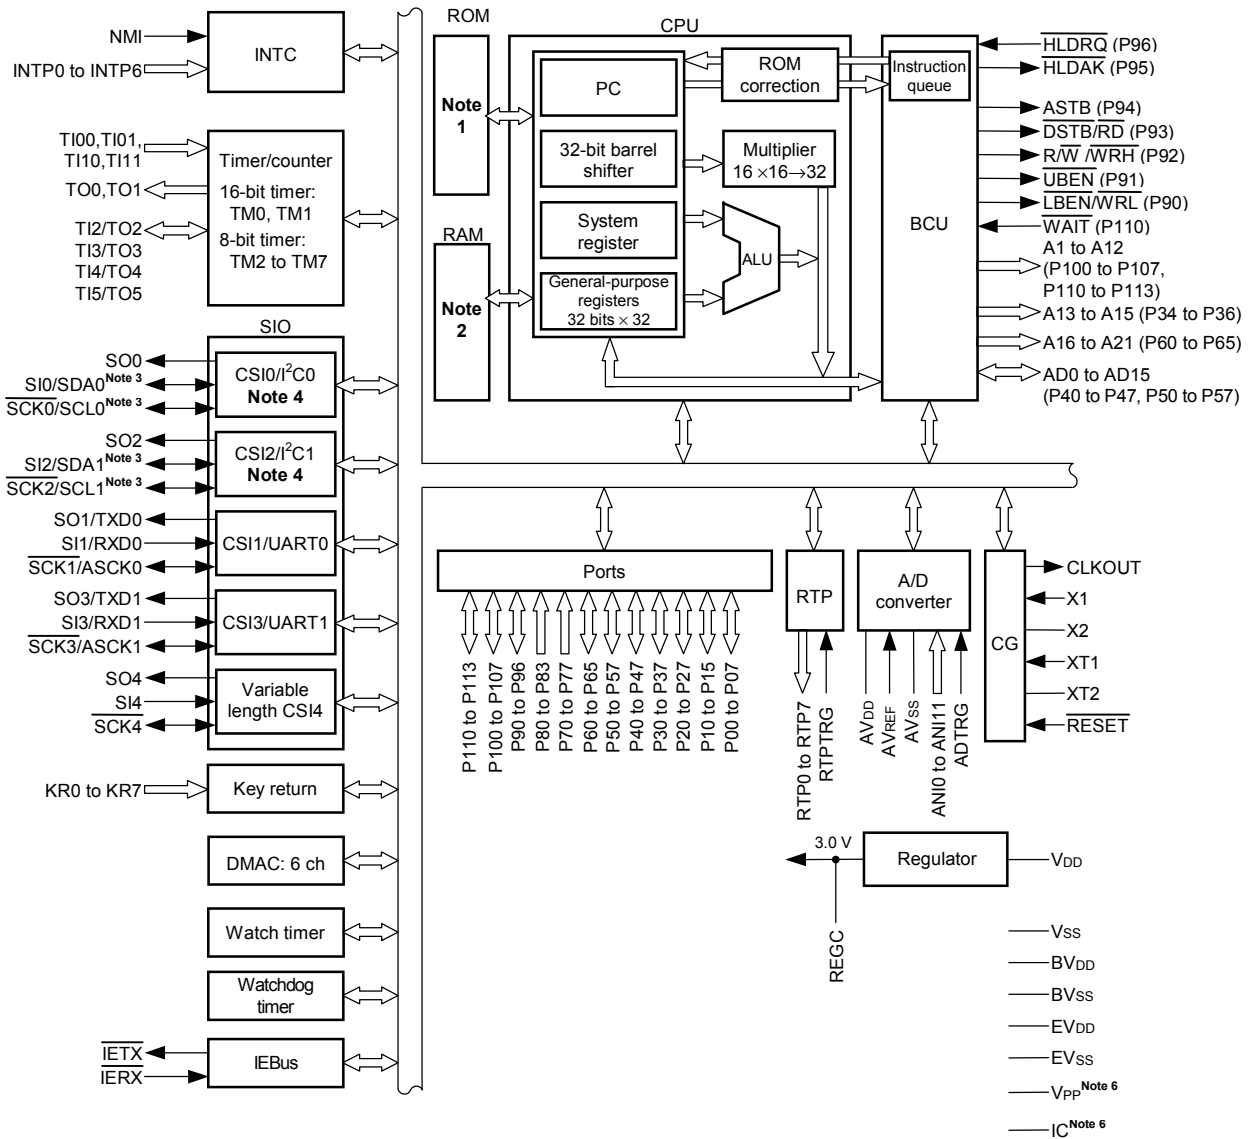 NMI
INTP0 to INTP6
INTC
TI00,TI01,
TI10,TI11
TO0,TO1
TI2/TO2
TI3/TO3
TI4/TO4
TI5/TO5
Timer/counter
16-bit timer:
TM0, TM1
8-bit timer:
TM2 to TM7
SIO
SO0
SI0/SDA0 Note 3
SCK0/SCL0 Note 3
CSI0/I²C0
Note 4
SO2
SI2/SDA1 Note 3
SCK2/SCL1 Note 3
CSI2/I²C1
Note 4
SO1/TXD0
SI1/RXD0
SCK1/ASCK0
CSI1/UART0
SO3/TXD1
SI3/RXD1
SCK3/ASCK1
CSI3/UART1
SO4
SI4
SCK4
Variable
length CSI4
KR0 to KR7
Key return
DMAC: 6 ch
Watch timer
Watchdog
timer
IETX
IERX
IEBus
ROM
Note
1
RAM
Note
2
CPU
PC
32-bit barrel
shifter
System
register
General-purpose
registers
32 bits × 32
ROM
correction
Multiplier
16 ×16→32
ALU
Instruction
queue
BCU
HLDRQ (P96)
HLDAK (P95)
ASTB (P94)
DSTB/RD (P93)
R/W /WRH (P92)
UBEN (P91)
LBEN/WRL (P90)
WAIT (P110)
A1 to A12
(P100 to P107,
P110 to P113)
A13 to A15 (P34 to P36)
A16 to A21 (P60 to P65)
AD0 to AD15
(P40 to P47, P50 to P57)
Ports
P110 to P113
P100 to P107
P90 to P96
P80 to P83
P70 to P77
P60 to P65
P50 to P57
P40 to P47
P30 to P37
P20 to P27
P10 to P15
P00 to P07
RTP
RTP0 to RTP7
RTPTRG
A/D
converter
AVDD
AVREF
AVSS
ANI0 to ANI11
ADTRG
CG
CLKOUT
X1
X2
XT1
XT2
RESET
3.0 V
Regulator
VDD
REGC
VSS
BVDD
BVSS
EVDD
EVSS
VPP Note 6
IC Note 6